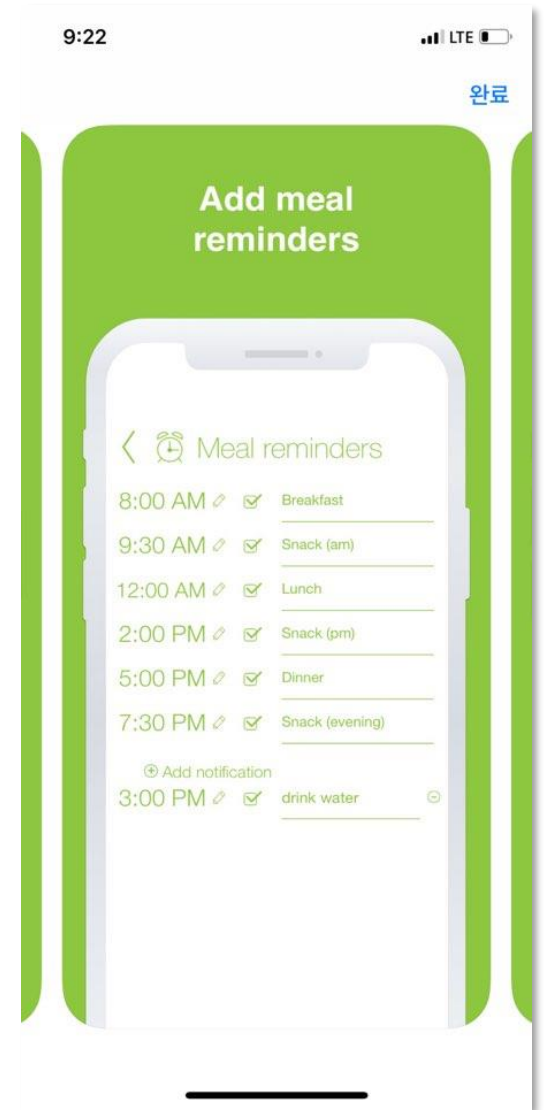 9:22 LTE
완료
Add meal
reminders
Meal reminders
8:00 AM Breakfast
9:30 AM Snack (am)
12:00 AM Lunch
2:00 PM Snack (pm)
5:00 PM Dinner
7:30 PM Snack (evening)
Add notification
3:00 PM drink water